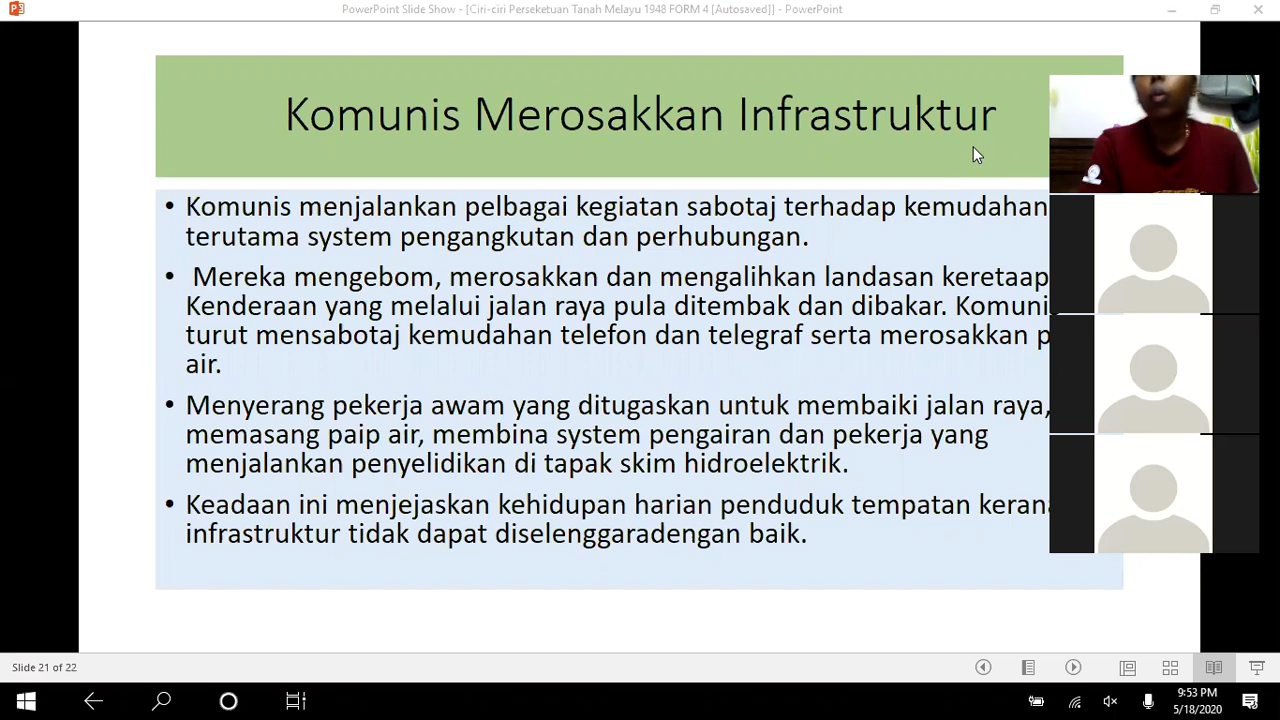 PowerPoint Slide Show - [Ciri-ciri Perseketuan Tanah Melayu 1948 FORM 4 [Autosaved]] - PowerPoint
Komunis Merosakkan Infrastruktur
• Komunis menjalankan pelbagai kegiatan sabotaj terhadap kemudahan
terutama system pengangkutan dan perhubungan.
• Mereka mengebom, merosakkan dan mengalihkan landasan
Kenderaan yang melalui jalan raya pula ditembak dan dibakar.
turut mensabotaj kemudahan telefon dan telegraf serta merosakkan
air.
• Menyerang pekerja awam yang ditugaskan untuk membaiki jalan raya,
memasang paip air, membina system pengairan dan pekerja yang
menjalankan penyelidikan di tapak skim hidroelektrik.
• Keadaan ini menjejaskan kehidupan harian penduduk tempatan kerana
infrastruktur tidak dapat diselenggaradengan baik.
Slide 21 of 22
9:53 PM
5/18/2020